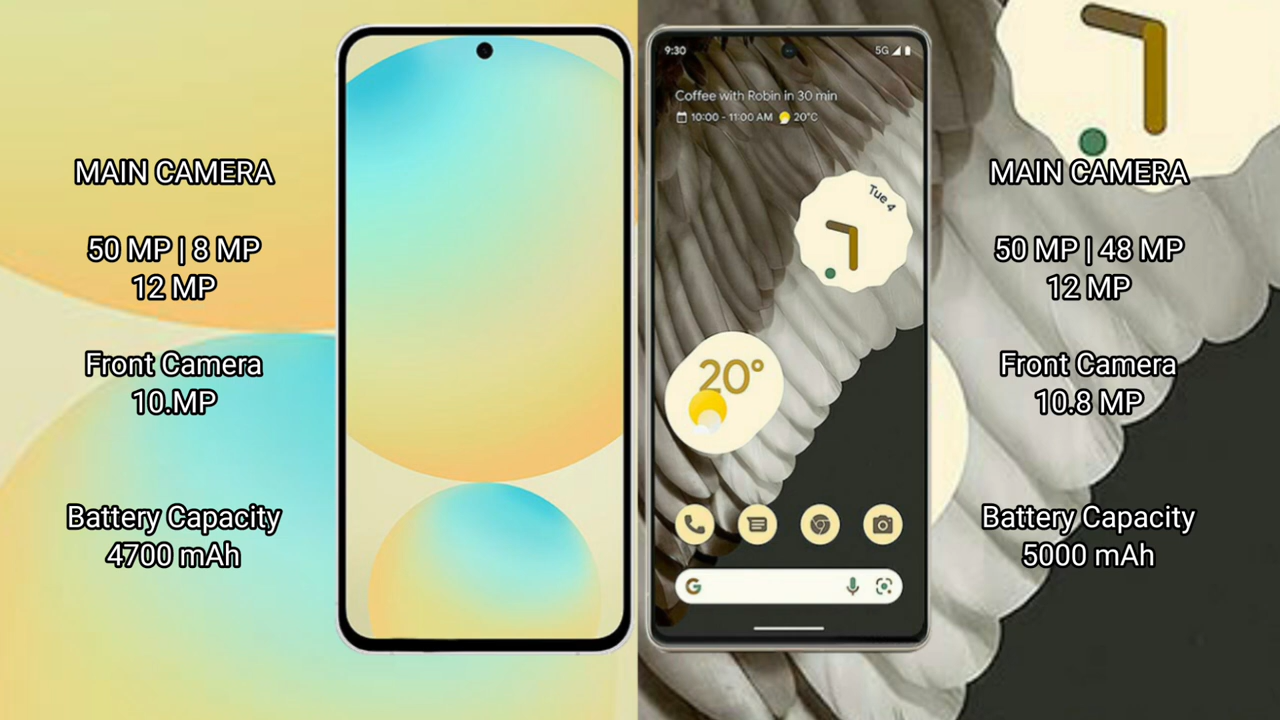 MAIN CAMERA
50 MP | 8 MP
12 MP
Front Camera
10.MP
Battery Capacity
4700 mAh
9:30
5G
Coffee with Robin in 30 min
10:00 - 11:00 AM 20°C
Tue 4
20°
G
MAIN CAMERA
50 MP | 48 MP
12 MP
Front Camera
10.8 MP
Battery Capacity
5000 mAh